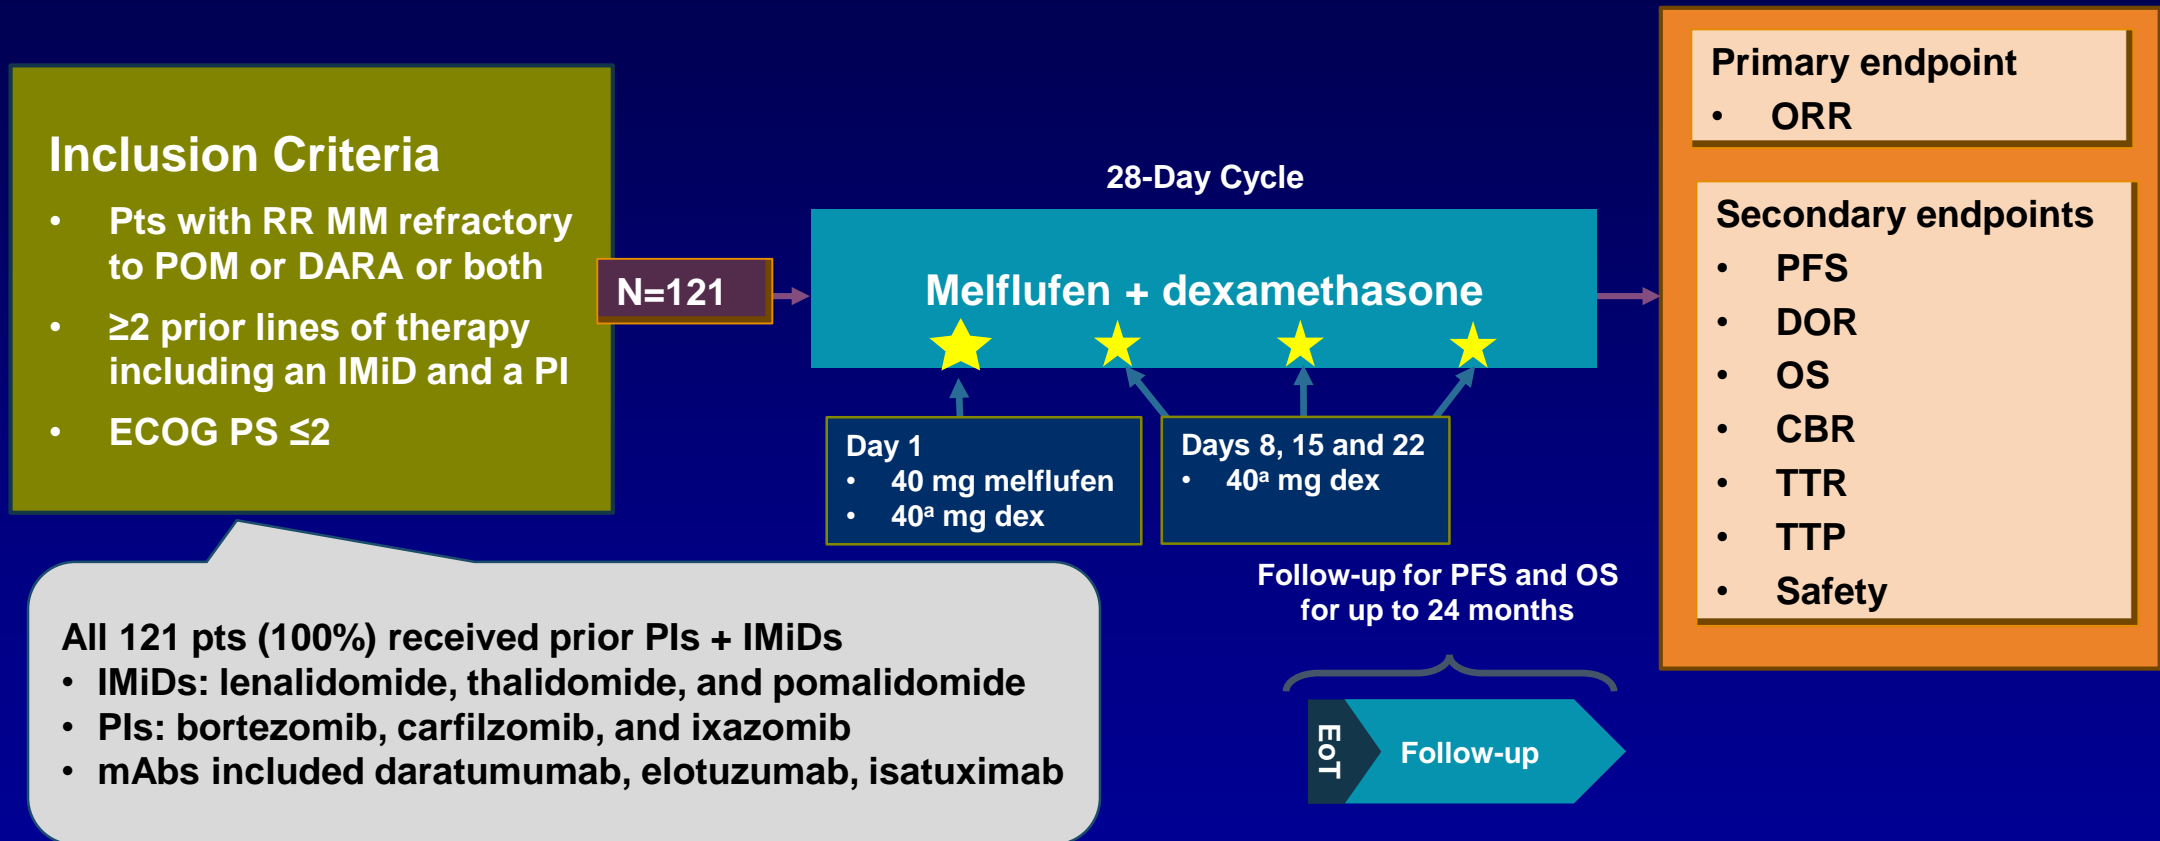 Inclusion Criteria
• Pts with RR MM refractory
to POM or DARA or both
• ≥2 prior lines of therapy
including an IMiD and a PI
• ECOG PS ≤2
N=121
28-Day Cycle
Melflufen + dexamethasone
Day 1
• 40 mg melflufen
• 40ᵃ mg dex
Days 8, 15 and 22
• 40ᵃ mg dex
Follow-up for PFS and OS
for up to 24 months
EoT
Follow-up
Primary endpoint
• ORR
Secondary endpoints
• PFS
• DOR
• OS
• CBR
• TTR
• TTP
• Safety
All 121 pts (100%) received prior PIs + IMiDs
• IMiDs: lenalidomide, thalidomide, and pomalidomide
• PIs: bortezomib, carfilzomib, and ixazomib
• mAbs included daratumumab, elotuzumab, isatuximab